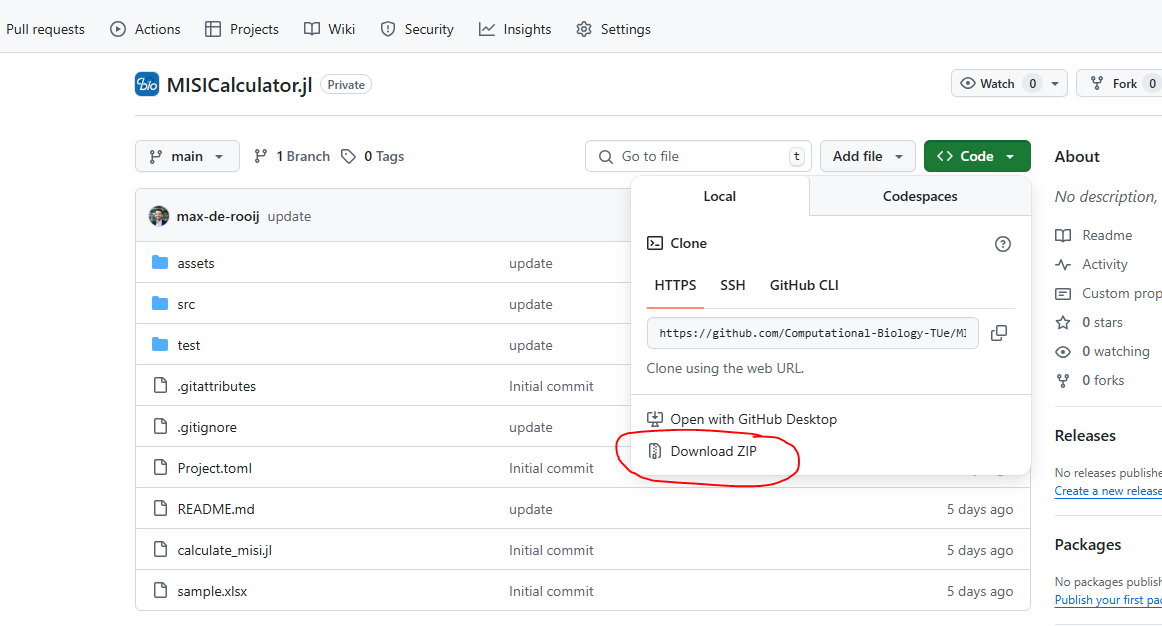 Pull requests Actions Projects Wiki Security Insights Settings
bio MISICalculator.jl Private Watch 0 Fork 0
main 1 Branch 0 Tags Go to file t Add file Code
About
Local Codespaces
No description,
max-de-rooij update
Clone
Readme
assets update
Activity
HTTPS SSH GitHub CLI
Custom prop
src update
0 stars
https://github.com/Computational-Biology-TUe/MI
test update
0 watching
Clone using the web URL.
0 forks
.gitattributes Initial commit
Open with GitHub Desktop
.gitignore update
Releases
Download ZIP
Project.toml Initial commit
No releases publishe
Create a new release
README.md update 5 days ago
calculate_misi.jl Initial commit 5 days ago
Packages
No packages publish
sample.xlsx Initial commit 5 days ago
Publish your first pac